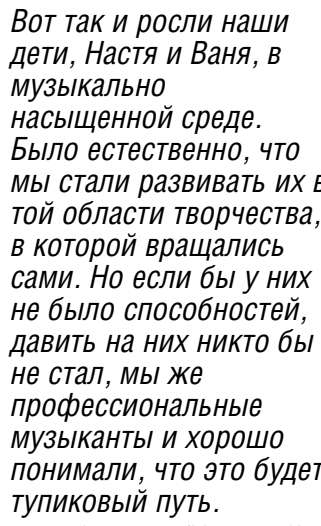 Вот так и росли наши
дети, Настя и Ваня, в
музыкально
насыщенной среде.
Было естественно, что
мы стали развивать их в
той области творчества,
в которой вращались
сами. Но если бы у них
не было способностей,
давить на них никто бы
не стал, мы же
профессиональные
музыканты и хорошо
понимали, что это будет
тупиковый путь.